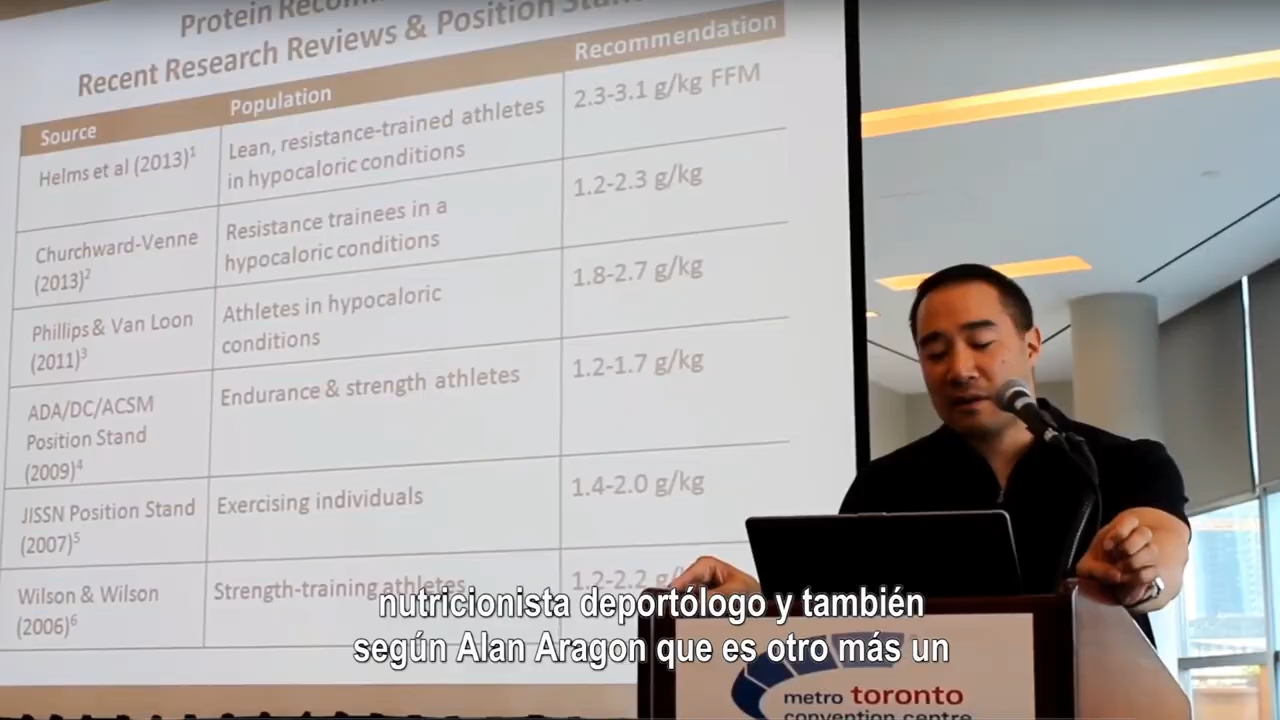 Protein
Recent Research Reviews & Position
Source
Population
Recommendation
Helms et al (2013)1
Lean, resistance-trained athletes
in hypocaloric conditions
2.3-3.1 g/kg FFM
Churchward-Venne
(2013)2
Resistance trainees in a
hypocaloric conditions
1.2-2.3 g/kg
Phillips & Van Loon
(2011)3
Athletes in hypocaloric
conditions
1.8-2.7 g/kg
ADA/DC/ACSM
Position Stand
(2009)4
Endurance & strength athletes
1.2-1.7 g/kg
JISSN Position Stand
(2007)5
Exercising individuals
1.4-2.0 g/kg
Wilson & Wilson
(2006)6
Strength-training athletes
1.2-2.2
nutricionista deportólogo y también
según Alan Aragon que es otro más un
metro toronto
convention centre